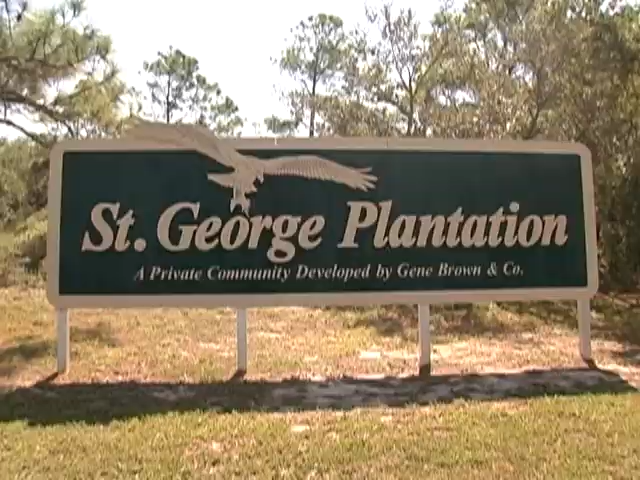 St. George Plantation
A Private Community Developed by Gene Brown & Co.